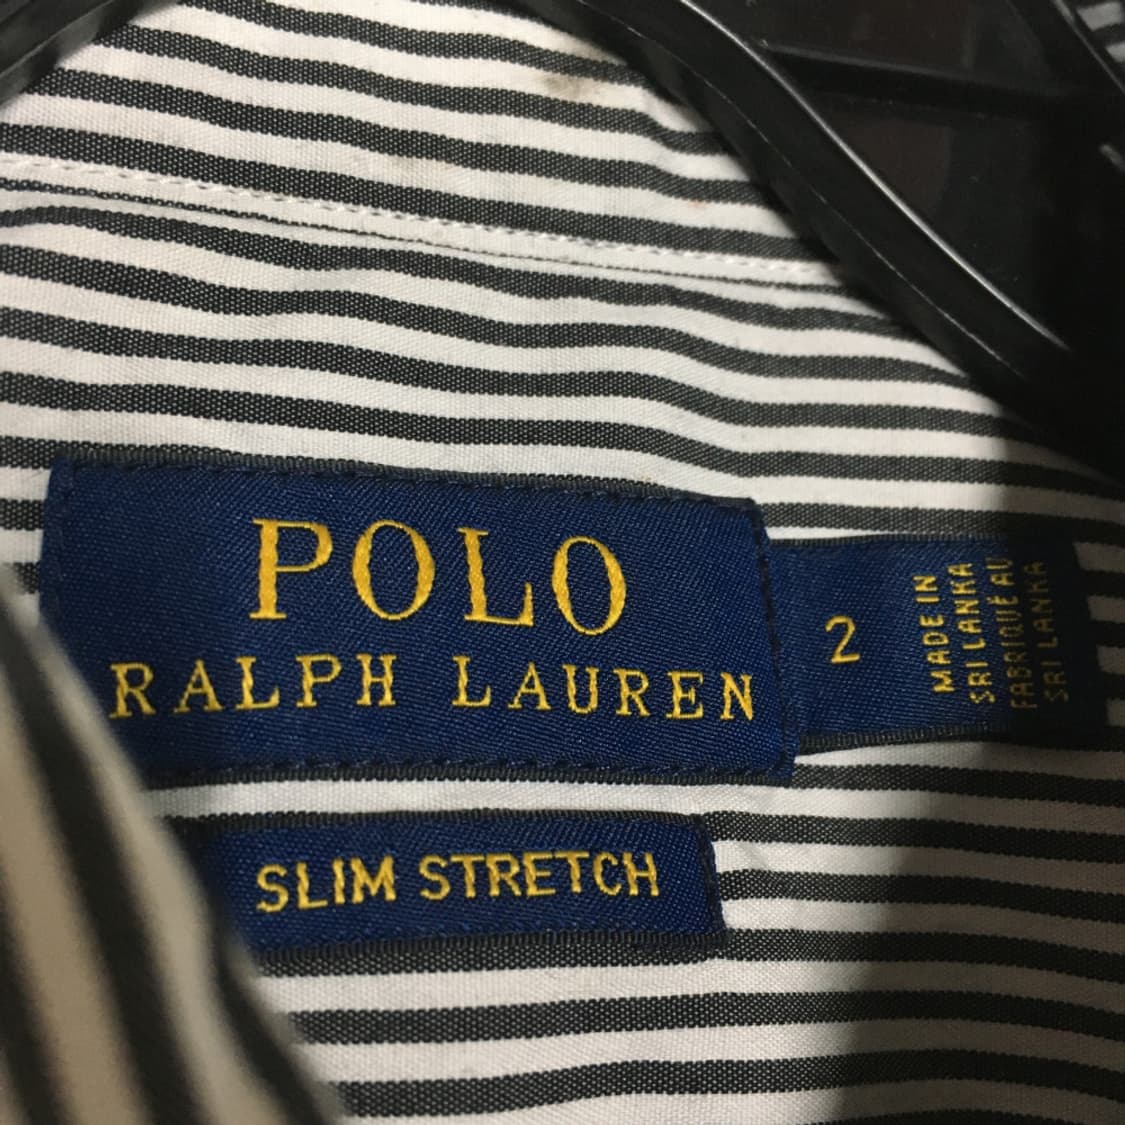 POLO
RALPH LAUREN
2
MADE IN
SRI LANKA
FABRIQUÉ AU
SRI LANKA
SLIM STRETCH